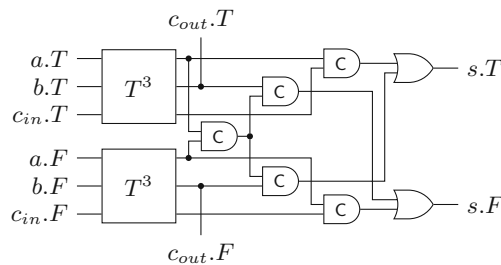 c_{out}.T
a.T
b.T
c_{in}.T
T^3
C
C
s.T
C
a.F
b.F
c_{in}.F
T^3
C
C
s.F
c_{out}.F